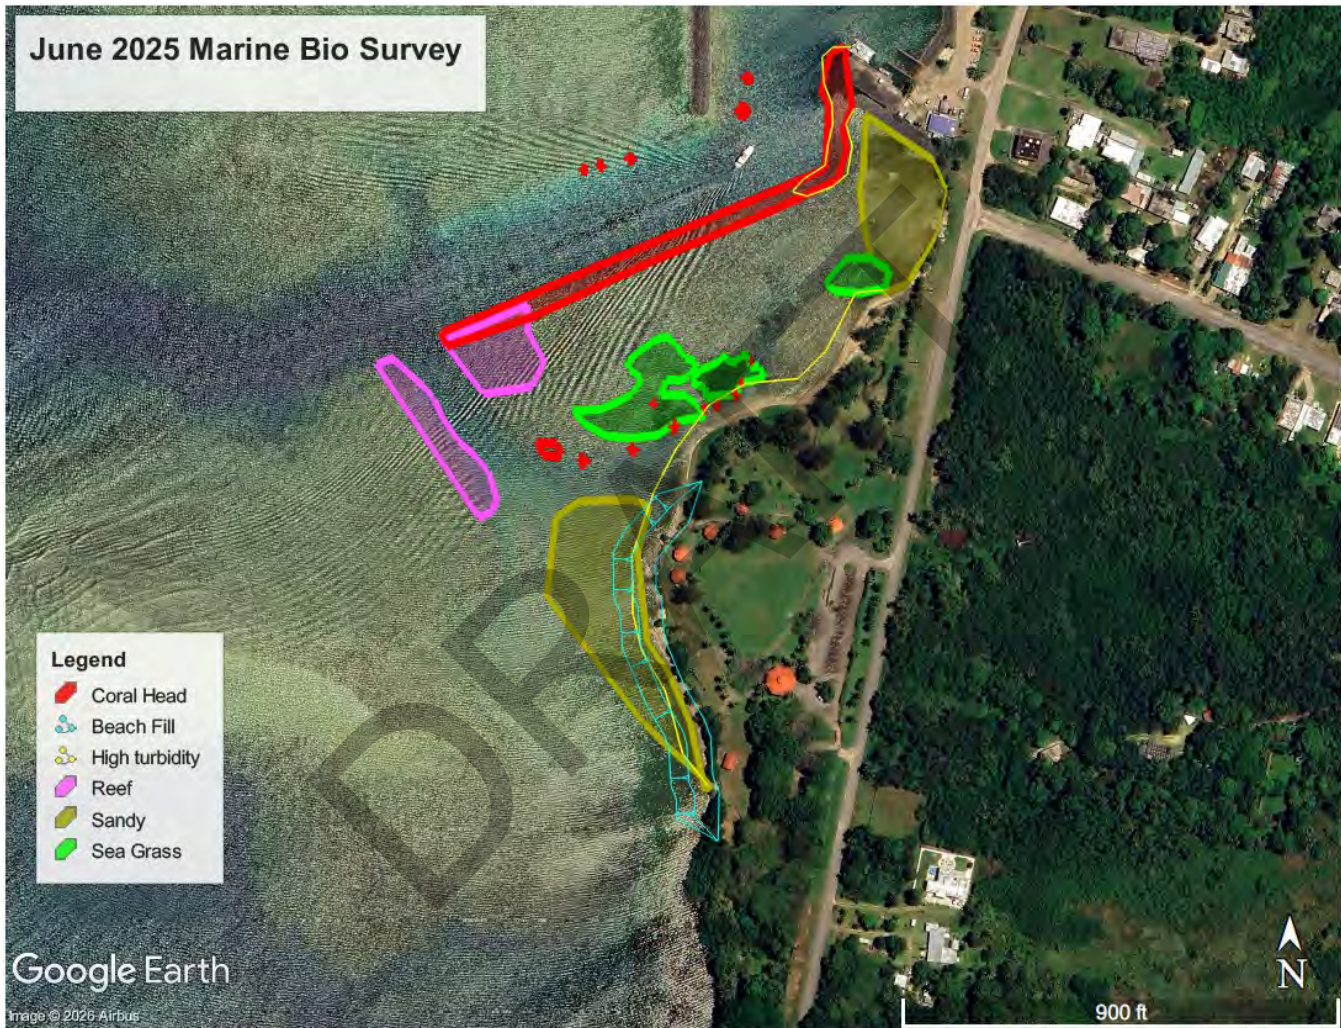 June 2025 Marine Bio Survey
DRAFT
Legend
Coral Head
Beach Fill
High turbidity
Reef
Sandy
Sea Grass
Google Earth
Image © 2026 Airbus
N
900 ft